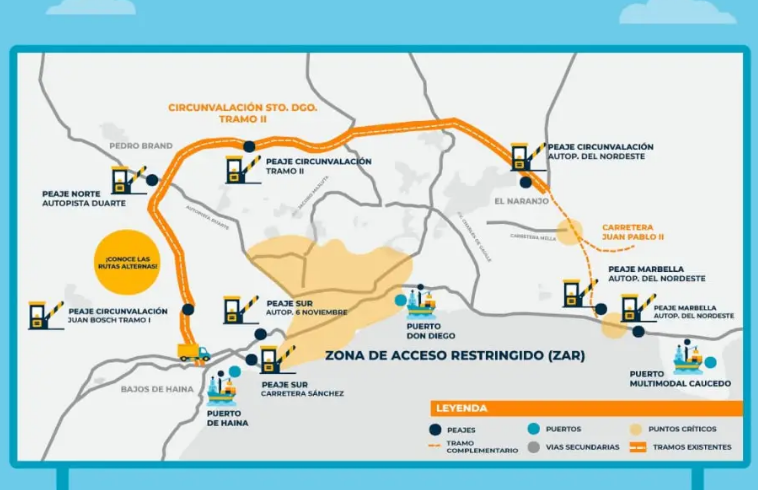 CIRCUNVALACIÓN STO. DGO.
TRAMO II
PEDRO BRAND
PEAJE CIRCUNVALACIÓN
TRAMO II
PEAJE CIRCUNVALACIÓN
AUTOP. DEL NORDESTE
PEAJE NORTE
AUTOPISTA DUARTE
AUTOPISTA DUARTE
EL NARANJO
CARRETERA MELLA
CARRETERA
JUAN PABLO II
¡CONOCE LAS
RUTAS ALTERNAS!
PEAJE MARBELLA
AUTOP. DEL NORDESTE
PEAJE CIRCUNVALACIÓN
JUAN BOSCH TRAMO I
PEAJE SUR
AUTOP. 6 NOVIEMBRE
PEAJE MARBELLA
AUTOP. DEL NORDESTE
PUERTO
DON DIEGO
ZONA DE ACCESO RESTRINGIDO (ZAR)
PEAJE SUR
CARRETERA SÁNCHEZ
BAJOS DE HAINA
PUERTO
DE HAINA
PUERTO
MULTIMODAL CAUCEDO
LEYENDA
PEAJES
PUERTOS
PUNTOS CRÍTICOS
TRAMO
COMPLEMENTARIO
VIAS SECUNDARIAS
TRAMOS EXISTENTES